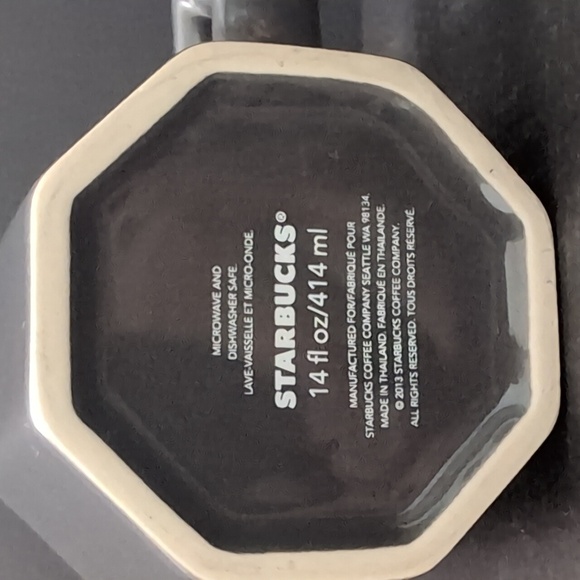 MICROWAVE AND
DISHWASHER SAFE.
LAVE-VAISSELLE ET MICRO-ONDE.
STARBUCKS®
14 fl oz/414 ml
MANUFACTURED FOR/FABRIQUÉ POUR
STARBUCKS COFFEE COMPANY SEATTLE WA 98134.
MADE IN THAILAND. FABRIQUÉ EN THAILANDE.
© 2013 STARBUCKS COFFEE COMPANY.
ALL RIGHTS RESERVED. TOUS DROITS RESERVÉ.